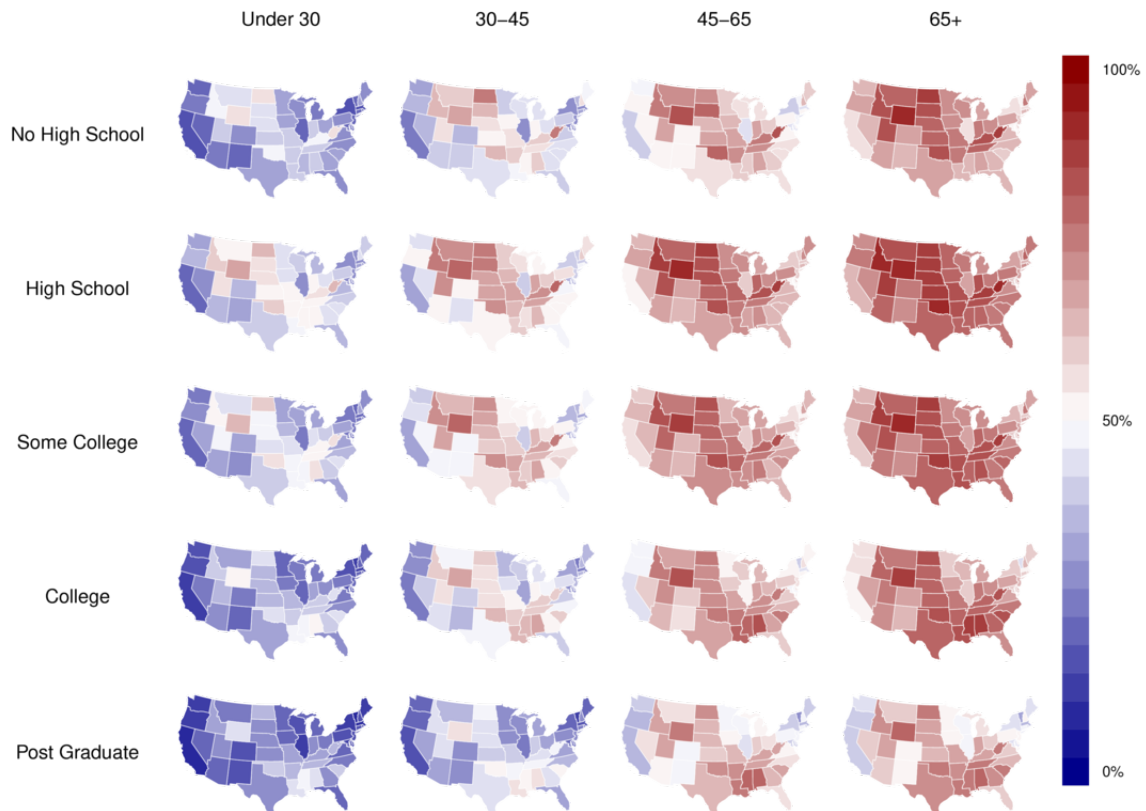 Under 30 30–45 45–65 65+
100%
No High School
High School
50%
Some College
College
Post Graduate
0%